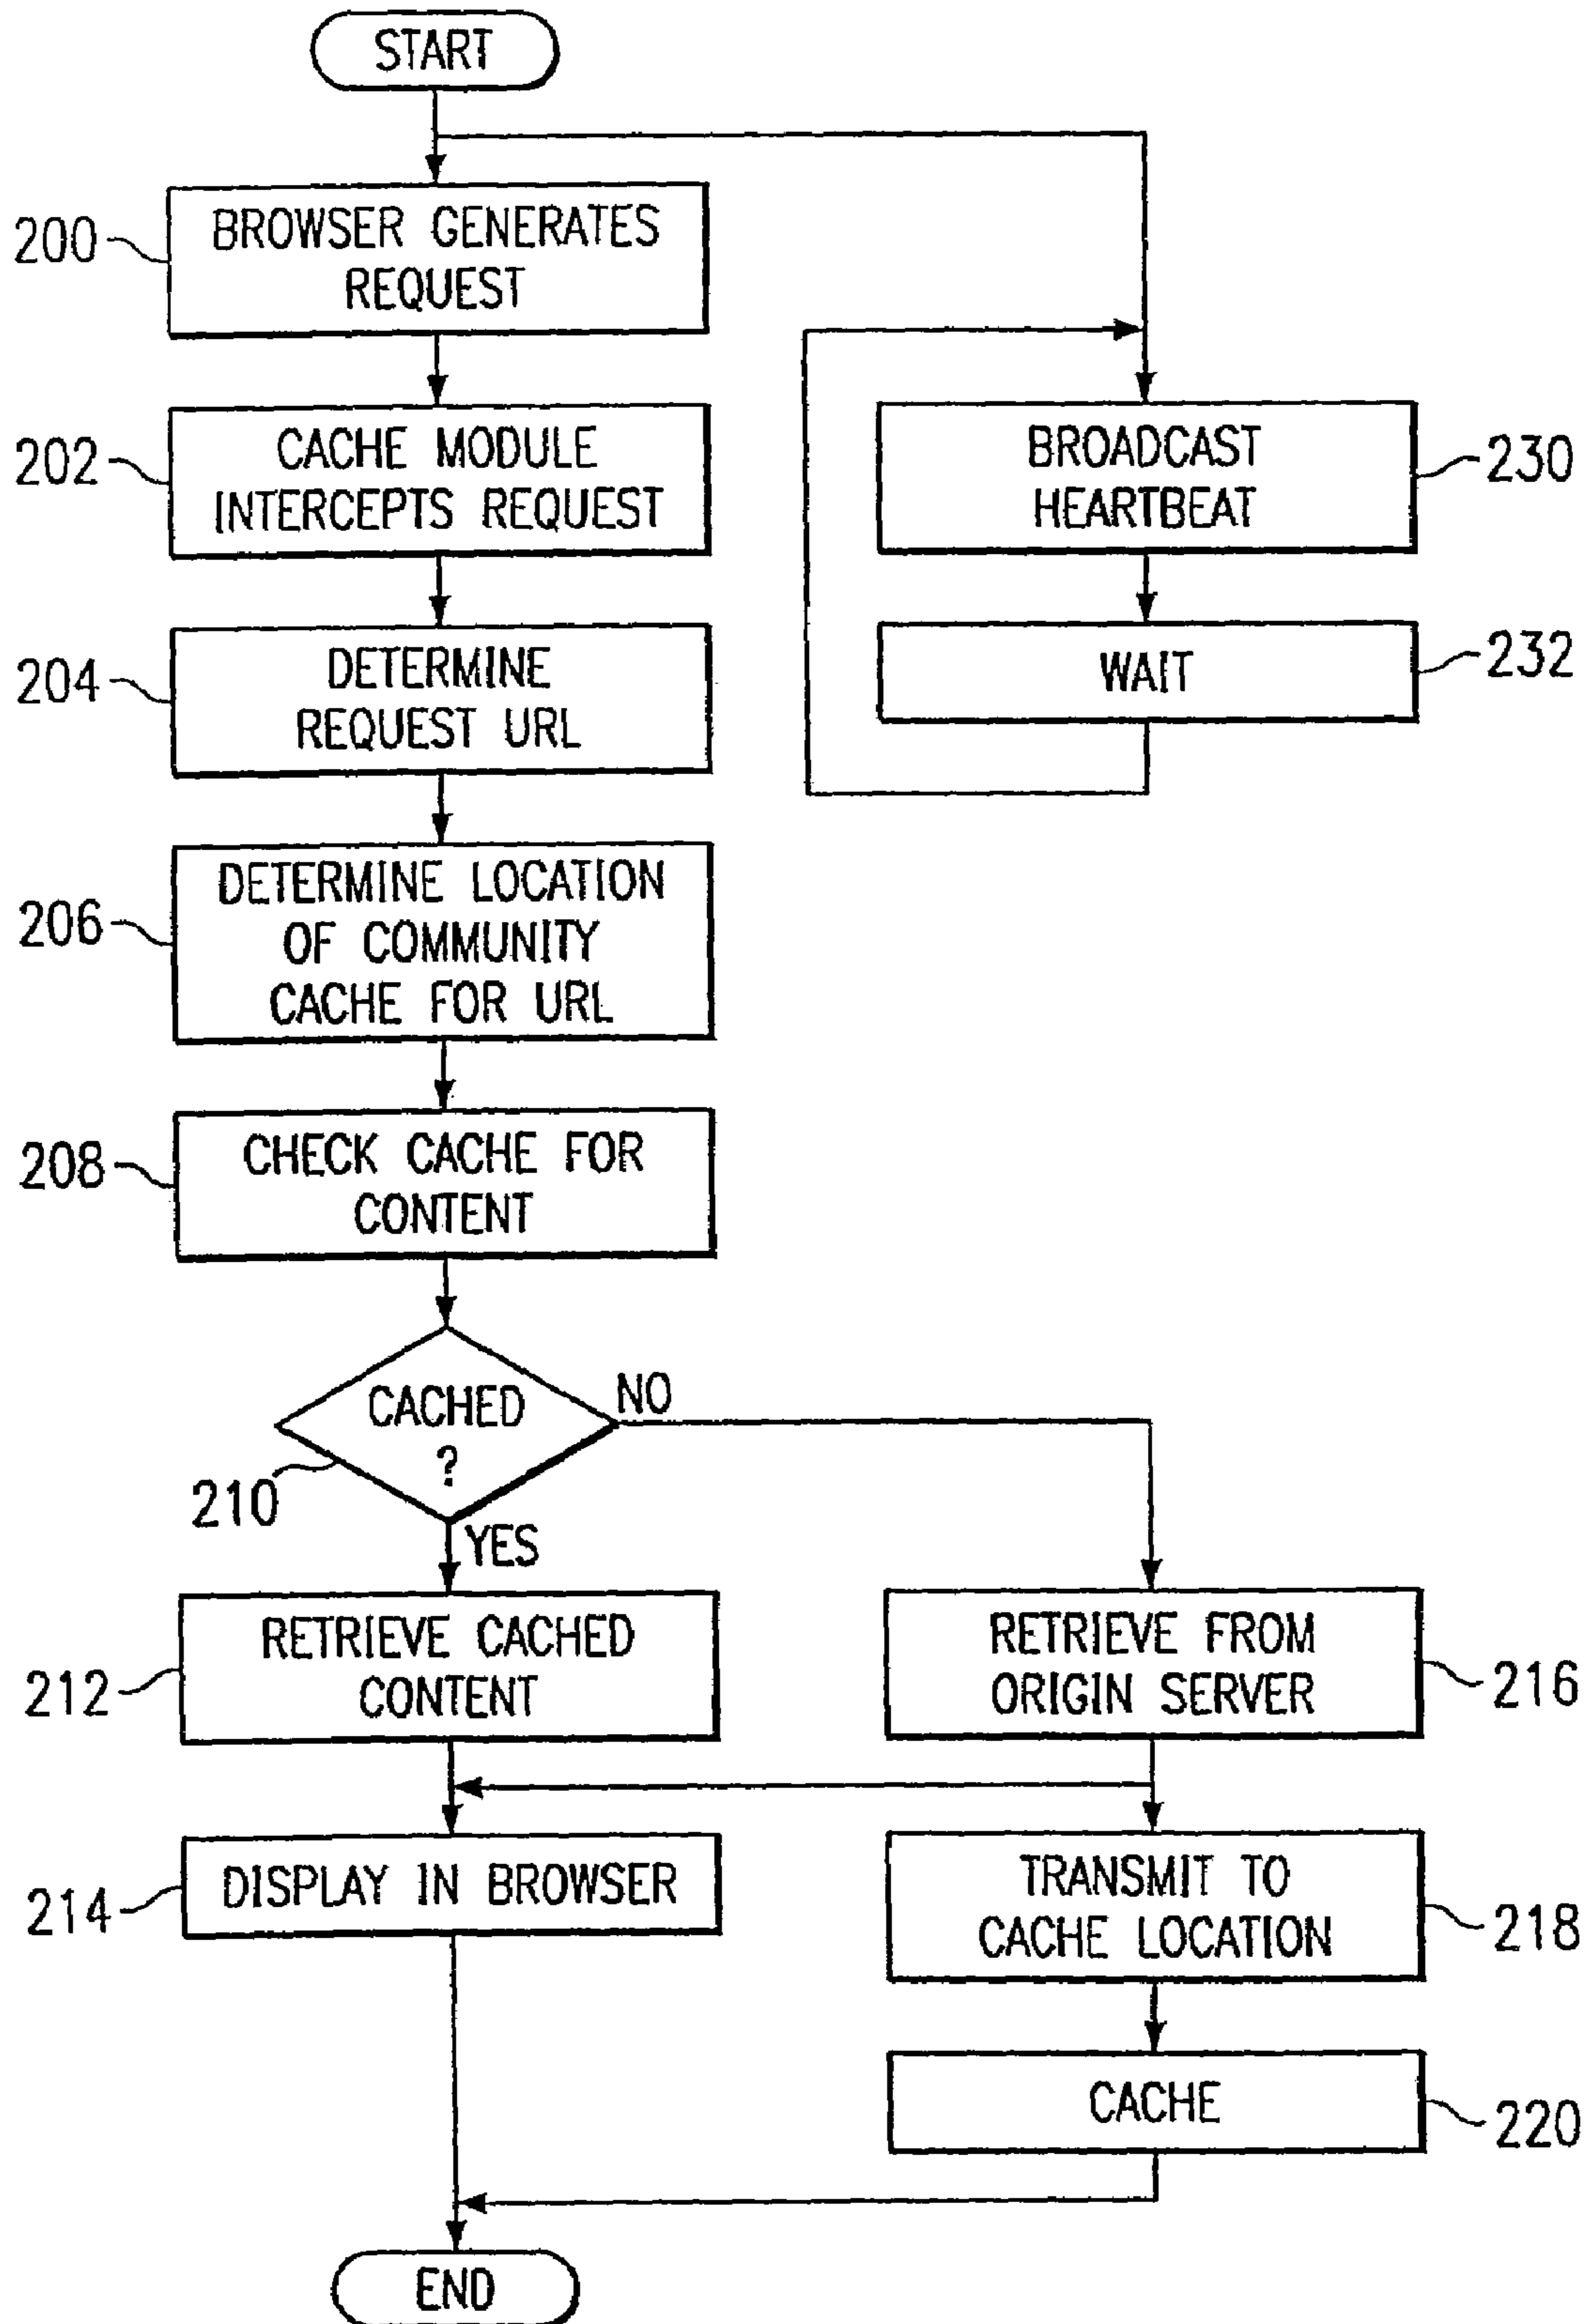 START
200
BROWSER GENERATES
REQUEST
202
CACHE MODULE
INTERCEPTS REQUEST
BROADCAST
HEARTBEAT
230
204
DETERMINE
REQUEST URL
WAIT
232
206
DETERMINE LOCATION
OF COMMUNITY
CACHE FOR URL
208
CHECK CACHE FOR
CONTENT
CACHED
?
NO
210
YES
212
RETRIEVE CACHED
CONTENT
RETRIEVE FROM
ORIGIN SERVER
216
214
DISPLAY IN BROWSER
TRANSMIT TO
CACHE LOCATION
218
CACHE
220
END